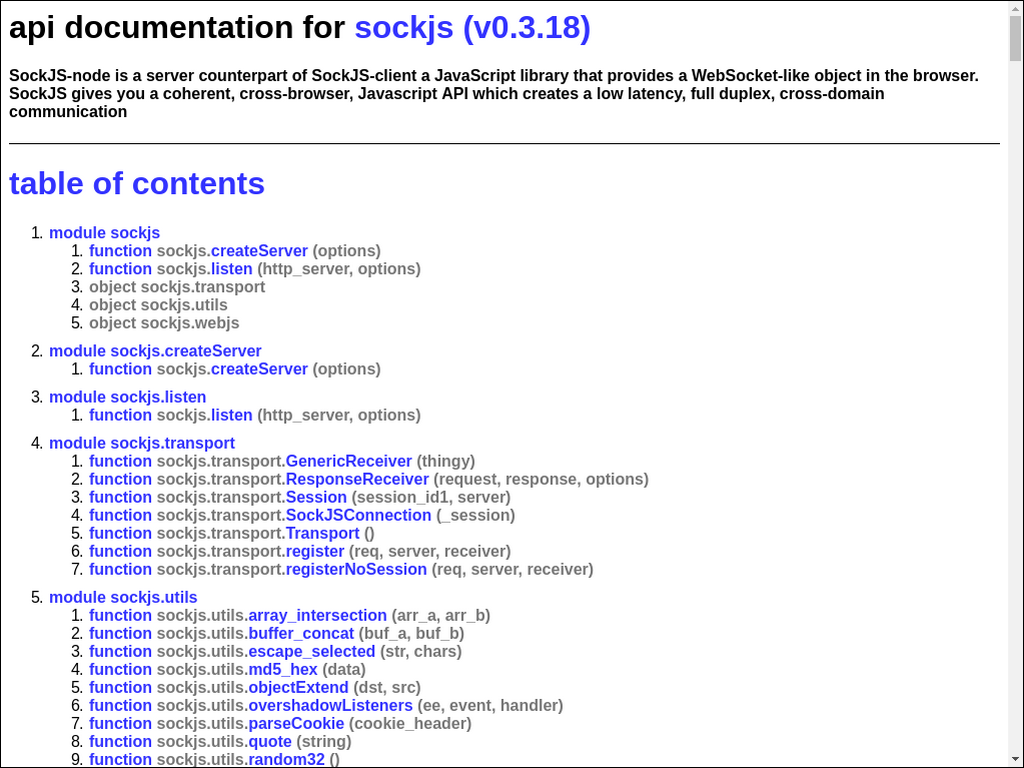 api documentation for sockjs (v0.3.18)
SockJS-node is a server counterpart of SockJS-client a JavaScript library that provides a WebSocket-like object in the browser.
SockJS gives you a coherent, cross-browser, Javascript API which creates a low latency, full duplex, cross-domain
communication
table of contents
1. module sockjs
1. function sockjs.createServer (options)
2. function sockjs.listen (http_server, options)
3. object sockjs.transport
4. object sockjs.utils
5. object sockjs.webjs
2. module sockjs.createServer
1. function sockjs.createServer (options)
3. module sockjs.listen
1. function sockjs.listen (http_server, options)
4. module sockjs.transport
1. function sockjs.transport.GenericReceiver (thingy)
2. function sockjs.transport.ResponseReceiver (request, response, options)
3. function sockjs.transport.Session (session_id1, server)
4. function sockjs.transport.SockJSConnection (_session)
5. function sockjs.transport.Transport ()
6. function sockjs.transport.register (req, server, receiver)
7. function sockjs.transport.registerNoSession (req, server, receiver)
5. module sockjs.utils
1. function sockjs.utils.array_intersection (arr_a, arr_b)
2. function sockjs.utils.buffer_concat (buf_a, buf_b)
3. function sockjs.utils.escape_selected (str, chars)
4. function sockjs.utils.md5_hex (data)
5. function sockjs.utils.objectExtend (dst, src)
6. function sockjs.utils.overshadowListeners (ee, event, handler)
7. function sockjs.utils.parseCookie (cookie_header)
8. function sockjs.utils.quote (string)
9. function sockjs.utils.random32 ()